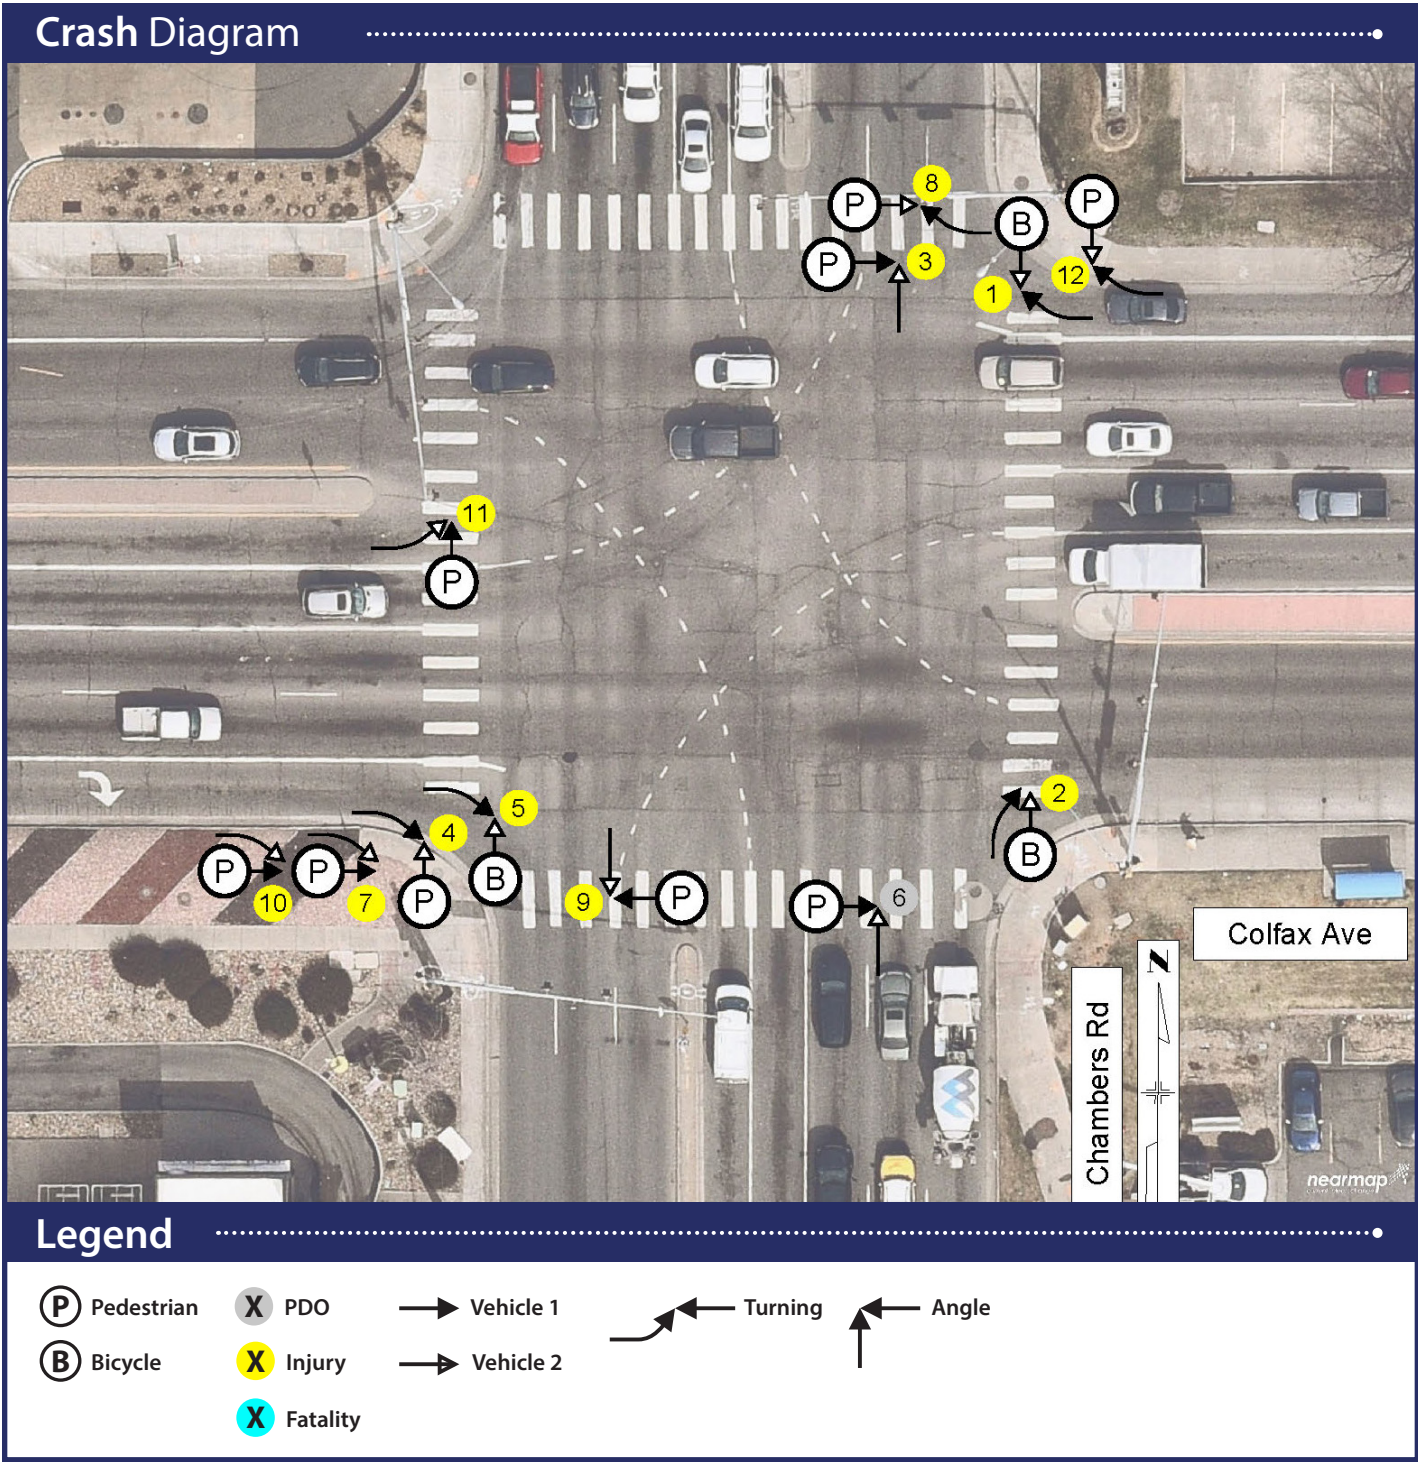 Crash Diagram
8
P
P
B
P
3
12
1
11
P
5
2
4
B
P
P
10
7
P
B
9
P
P
6
Colfax Ave
N
Chambers Rd
nearmap
Legend
P Pedestrian
X PDO
Vehicle 1
Turning
Angle
B Bicycle
X Injury
Vehicle 2
X Fatality